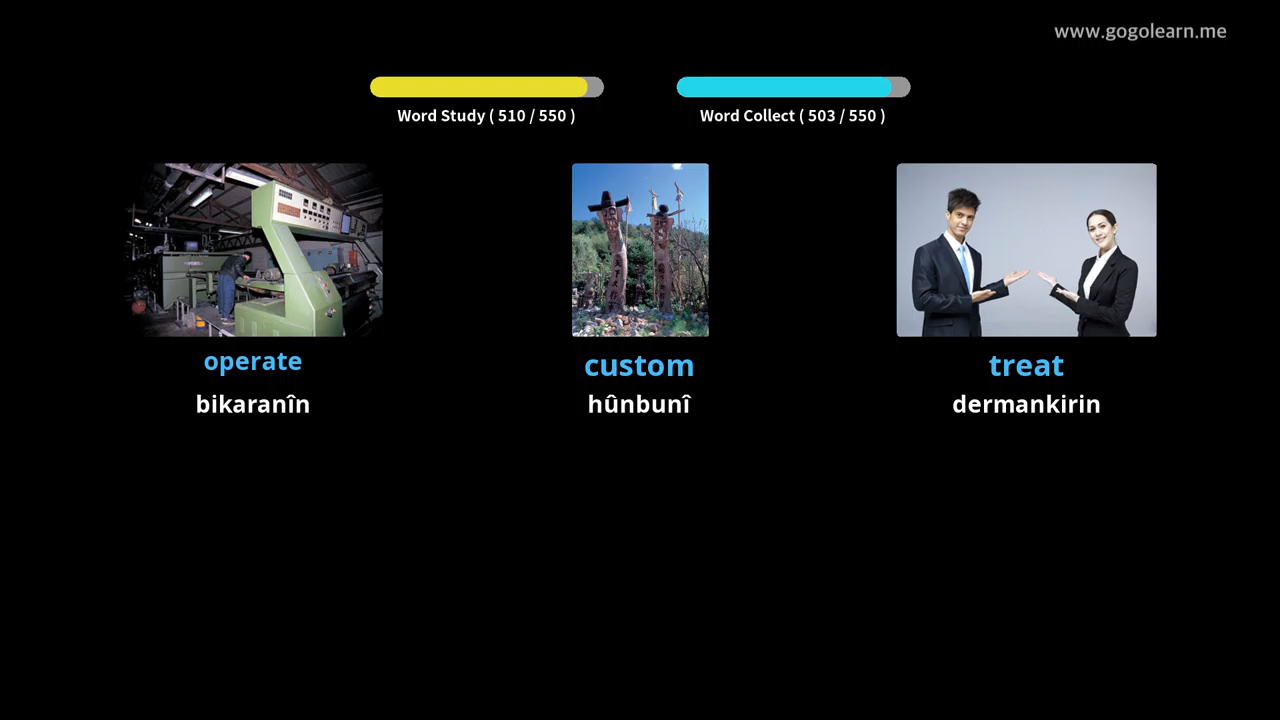 www.gogolearn.me
Word Study ( 510 / 550 )
Word Collect ( 503 / 550 )
operate
custom
treat
bikaranîn
hûnbunî
dermankirin